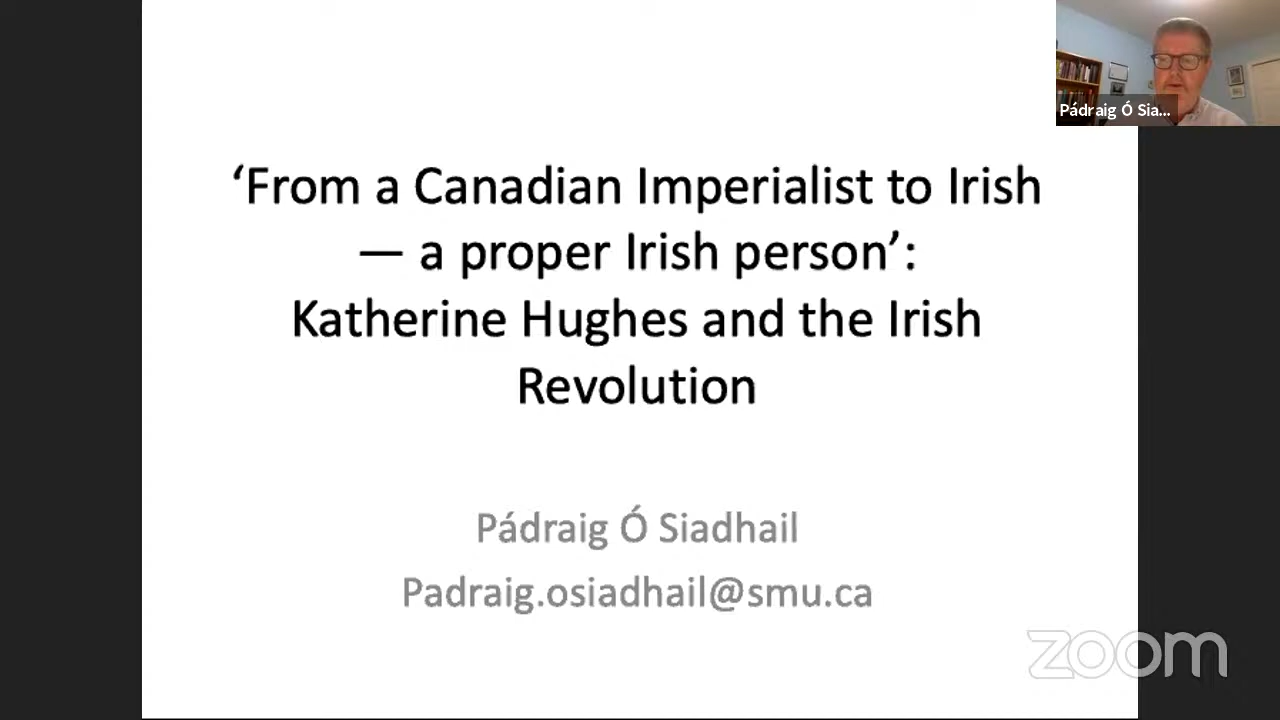 Pádraig Ó Sia...
‘From a Canadian Imperialist to Irish
— a proper Irish person’:
Katherine Hughes and the Irish
Revolution
Pádraig Ó Siadhail
Padraig.osiadhail@smu.ca
zoom